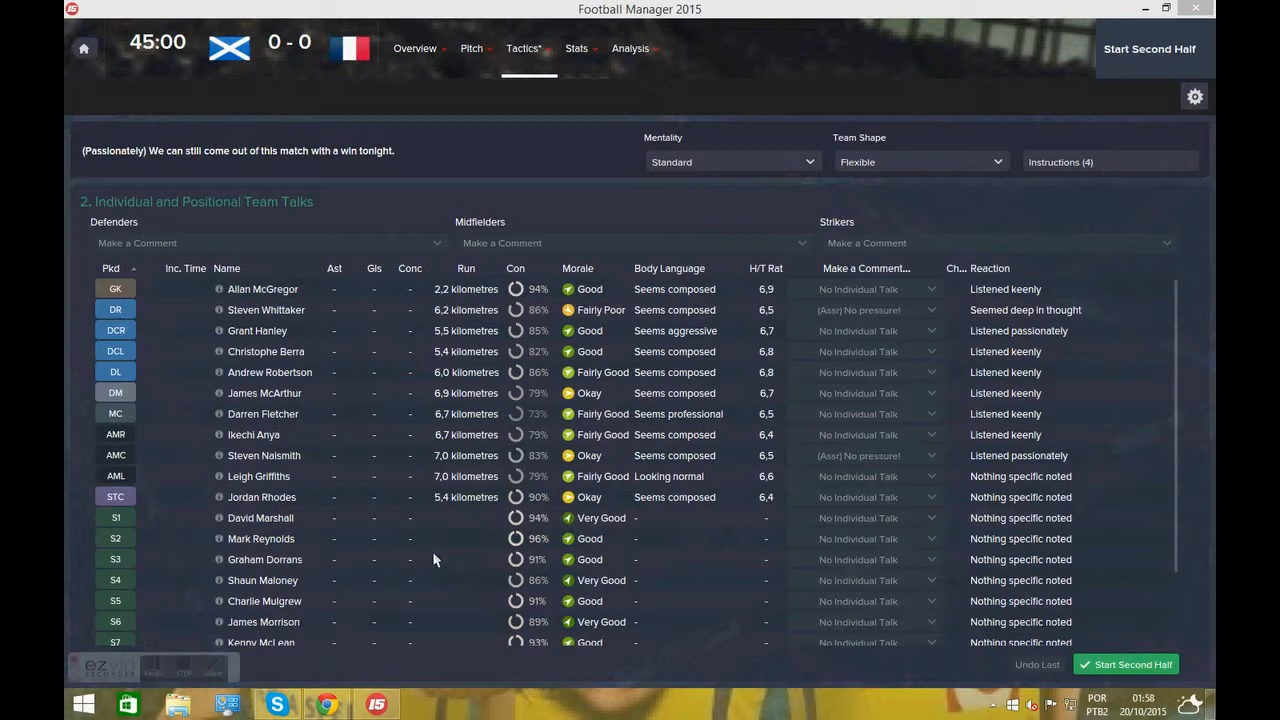 15 Football Manager 2015
45:00 0 - 0 Overview Pitch Tactics* Stats Analysis Start Second Half
(Passionately) We can still come out of this match with a win tonight.
Mentality Team Shape
Standard Flexible Instructions (4)
2. Individual and Positional Team Talks
Defenders Midfielders Strikers
Make a Comment Make a Comment Make a Comment
Pkd Inc. Time Name Ast Gls Conc Run Con Morale Body Language H/T Rat Make a Comment... Ch... Reaction
GK Allan McGregor - - - 2,2 kilometres 94% Good Seems composed 6,9 No Individual Talk Listened keenly
DR Steven Whittaker - - - 6,2 kilometres 86% Fairly Poor Seems composed 6,5 (Assr) No pressure! Seemed deep in thought
DCR Grant Hanley - - - 5,5 kilometres 85% Good Seems aggressive 6,7 No Individual Talk Listened passionately
DCL Christophe Berra - - - 5,4 kilometres 82% Good Seems composed 6,8 No Individual Talk Listened keenly
DL Andrew Robertson - - - 6,0 kilometres 86% Fairly Good Seems composed 6,8 No Individual Talk Listened keenly
DM James McArthur - - - 6,9 kilometres 79% Okay Seems composed 6,7 No Individual Talk Listened keenly
MC Darren Fletcher - - - 6,7 kilometres 73% Fairly Good Seems professional 6,5 No Individual Talk Listened keenly
AMR Ikechi Anya - - - 6,7 kilometres 79% Fairly Good Seems composed 6,4 No Individual Talk Listened keenly
AMC Steven Naismith - - - 7,0 kilometres 83% Okay Seems composed 6,5 (Assr) No pressure! Listened passionately
AML Leigh Griffiths - - - 7,0 kilometres 79% Fairly Good Looking normal 6,6 No Individual Talk Nothing specific noted
STC Jordan Rhodes - - - 5,4 kilometres 90% Okay Seems composed 6,4 No Individual Talk Nothing specific noted
S1 David Marshall - - - 94% Very Good - - No Individual Talk Nothing specific noted
S2 Mark Reynolds - - - 96% Good - - No Individual Talk Nothing specific noted
S3 Graham Dorrans - - - 91% Good - - No Individual Talk Nothing specific noted
S4 Shaun Maloney - - - 86% Very Good - - No Individual Talk Nothing specific noted
S5 Charlie Mulgrew - - - 91% Good - - No Individual Talk Nothing specific noted
S6 James Morrison - - - 89% Very Good - - No Individual Talk Nothing specific noted
S7 Kenny McLean - - - 93% Good - - No Individual Talk Nothing specific noted
ezvid PAUSE STOP DRAW Undo Last Start Second Half
RECORDER
15 POR 01:58
PTB2 20/10/2015